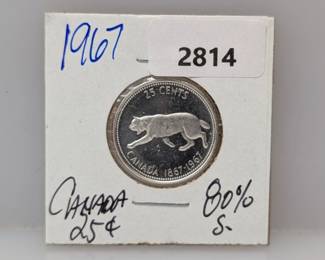 1967
2814
25 CENTS
CANADA 1867-1967
CANADA
25¢
80%
S-